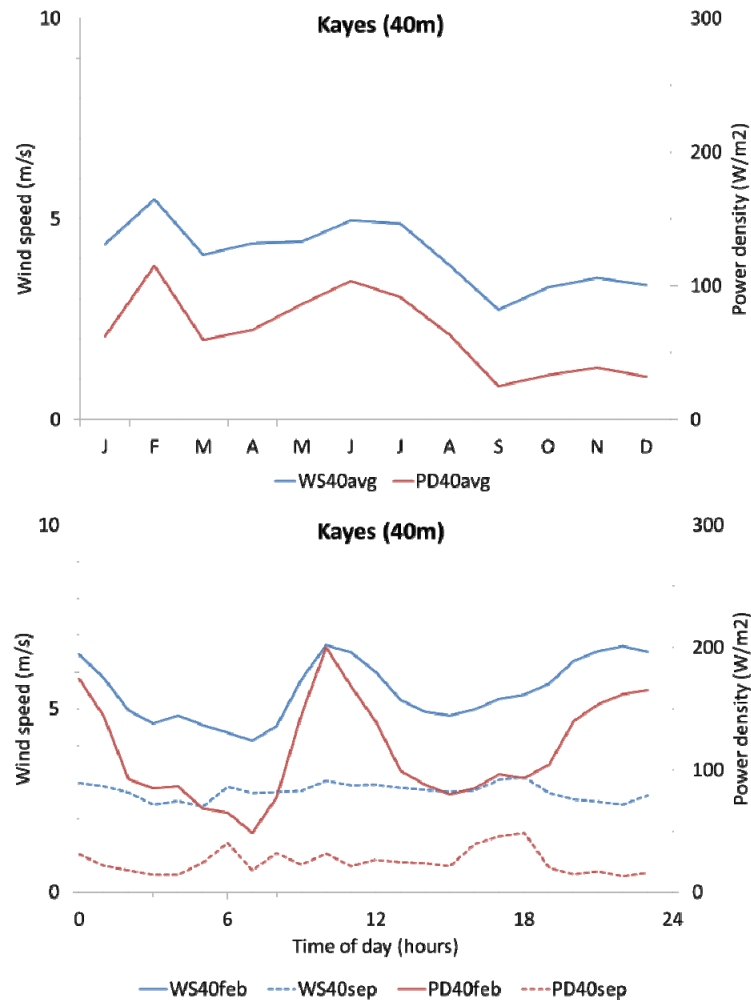 Kayes (40m)
10
5
0
Wind speed (m/s)
300
200
100
0
Power density (W/m2)
J F M A M J J A S O N D
WS40avg PD40avg
Kayes (40m)
10
5
0
Wind speed (m/s)
300
200
100
0
Power density (W/m2)
0 6 12 18 24
Time of day (hours)
WS40feb WS40sep PD40feb PD40sep